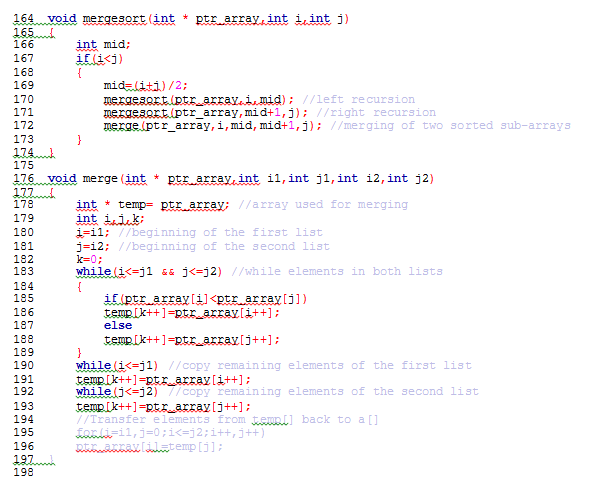 164 void mergesort(int * ptr_array,int i,int j)
165 {
166 int mid;
167 if(i<j)
168 {
169 mid=(i+j)/2;
170 mergesort(ptr_array,i,mid); //left recursion
171 mergesort(ptr_array,mid+1,j); //right recursion
172 merge(ptr_array,i,mid,mid+1,j); //merging of two sorted sub-arrays
173 }
174 }
175
176 void merge(int * ptr_array,int i1,int j1,int i2,int j2)
177 {
178 int * temp= ptr_array; //array used for merging
179 int i,j,k;
180 i=i1; //beginning of the first list
181 j=i2; //beginning of the second list
182 k=0;
183 while(i<=j1 && j<=j2) //while elements in both lists
184 {
185 if(ptr_array[i]<ptr_array[j])
186 temp[k++]=ptr_array[i++];
187 else
188 temp[k++]=ptr_array[j++];
189 }
190 while(i<=j1) //copy remaining elements of the first list
191 temp[k++]=ptr_array[i++];
192 while(j<=j2) //copy remaining elements of the second list
193 temp[k++]=ptr_array[j++];
194 //Transfer elements from temp[] back to a[]
195 for(i=i1,j=0;i<=j2;i++,j++)
196 ptr_array[i]=temp[j];
197 }
198